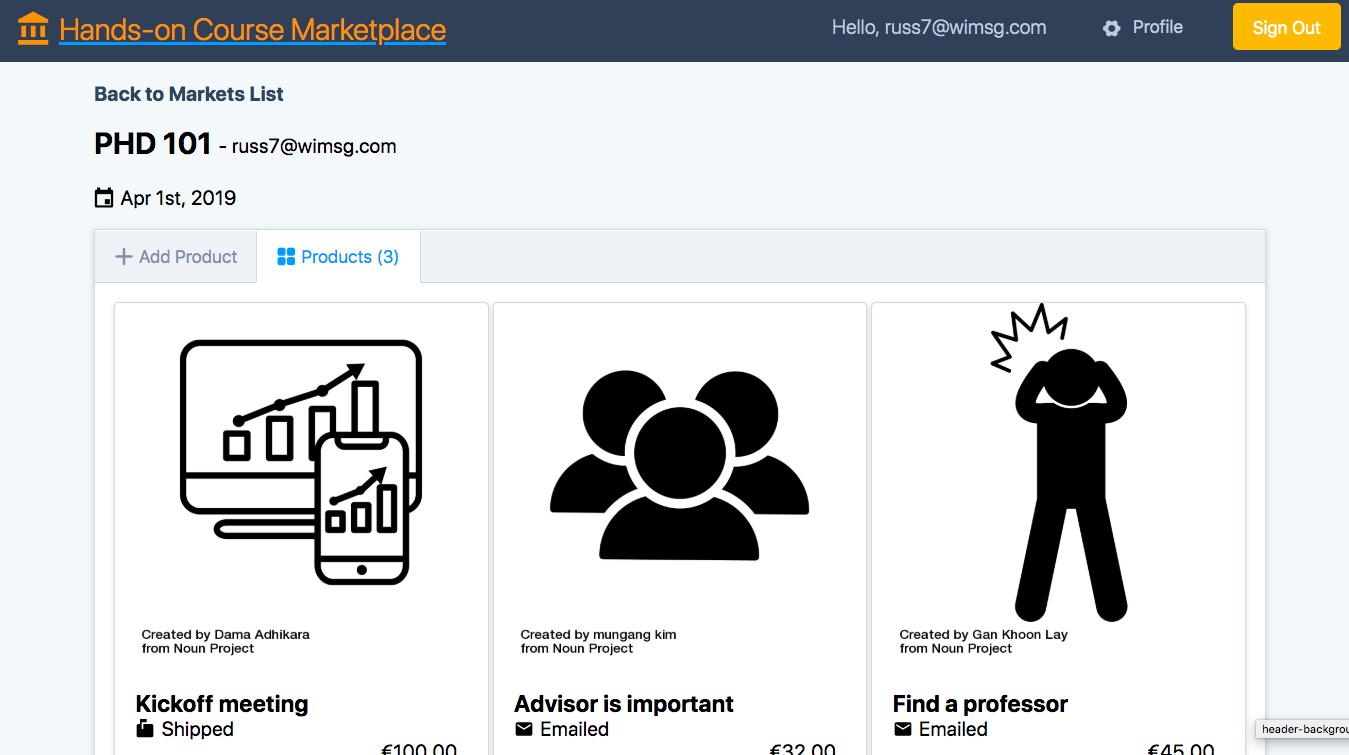 Hands-on Course Marketplace
Hello, russ7@wimsg.com
Profile
Sign Out
Back to Markets List
PHD 101 - russ7@wimsg.com
Apr 1st, 2019
Add Product
Products (3)
Created by Dama Adhikara
from Noun Project
Kickoff meeting
Shipped
€100.00
Created by mungang kim
from Noun Project
Advisor is important
Emailed
€32.00
Created by Gan Khoon Lay
from Noun Project
Find a professor
Emailed
€45.00
header-backgrou